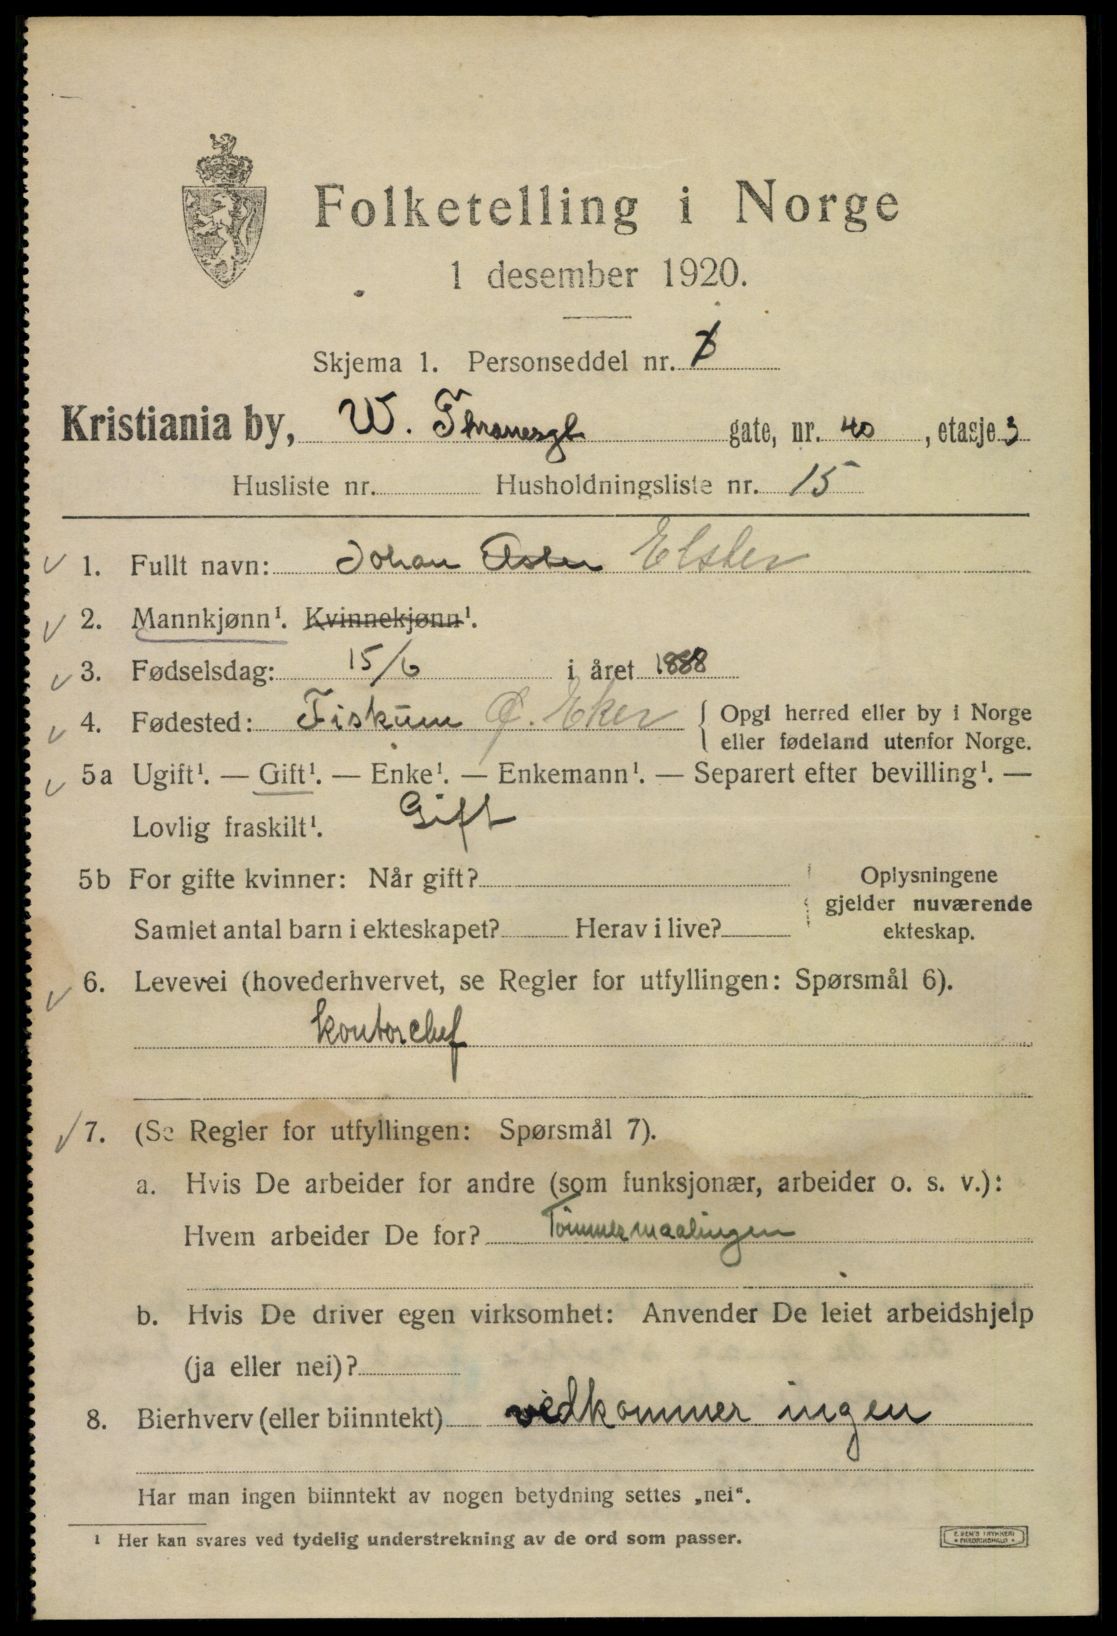 Folketelling i Norge
1 desember 1920.
Skjema 1. Personseddel nr.
Kristiania by, W. Thranesgt gate, nr. 40, etasje 3
Husliste nr. Husholdningsliste nr. 15
1. Fullt navn: Johan Elster
2. Mannkjønn¹. Kvinnekjønn¹.
3. Fødselsdag: 15/6 i året 1888
4. Fødested: Fiskum Ø. Eker { Opgi herred eller by i Norge
eller fødeland utenfor Norge.
5a Ugift¹. — Gift¹. — Enke¹. — Enkemann¹. — Separert efter bevilling¹. —
Lovlig fraskilt¹. Gift
5b For gifte kvinner: Når gift? Oplysningene
gjelder nuværende
Samlet antal barn i ekteskapet? Herav i live? ekteskap.
6. Levevei (hovederhvervet, se Regler for utfyllingen: Spørsmål 6).
Kontorchef
7. (Se Regler for utfyllingen: Spørsmål 7).
a. Hvis De arbeider for andre (som funksjonær, arbeider o. s. v.):
Hvem arbeider De for? Tömmermaalingen
b. Hvis De driver egen virksomhet: Anvender De leiet arbeidshjelp
(ja eller nei)?
8. Bierhverv (eller biinntekt) vedkommer ingen
Har man ingen biinntekt av nogen betydning settes „nei“.
¹ Her kan svares ved tydelig understrekning av de ord som passer.